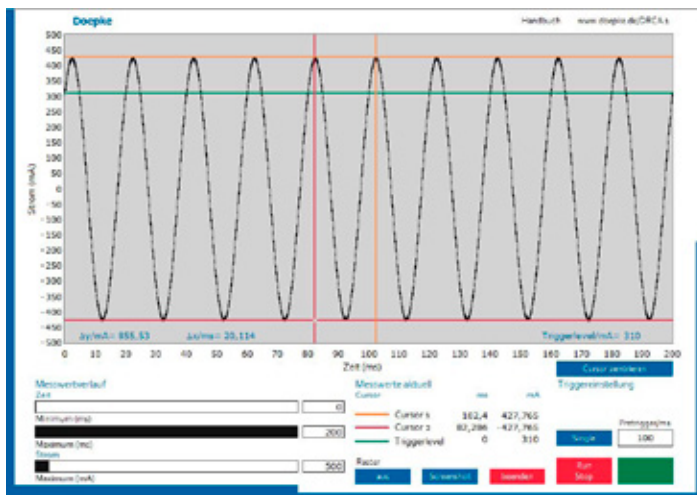 Doepke
Handbuch www.doepke.de/DRCA-s
500
450
400
350
300
250
200
150
100
50
0
-50
-100
-150
-200
-250
-300
-350
-400
-450
-500
Strom (mA)
Δy/mA= 855,53 Δx/ms= 20,114 Triggerlevel/mA= 310
0 10 20 30 40 50 60 70 80 90 100 110 120 130 140 150 160 170 180 190 200
Zeit (ms)
Cursor zentrieren
Messwertverlauf
Zeit
0
Minimum (ms)
200
Maximum (ms)
Strom
500
Maximum (mA)
Messwerte aktuell
Cursor ms mA
Cursor 1 102,4 427,765
Cursor 2 82,286 -427,765
Triggerlevel 0 310
Raster
aus Screenshot beenden
Triggereinstellung
Pretrigger/ms
Single 100
Run
Stop